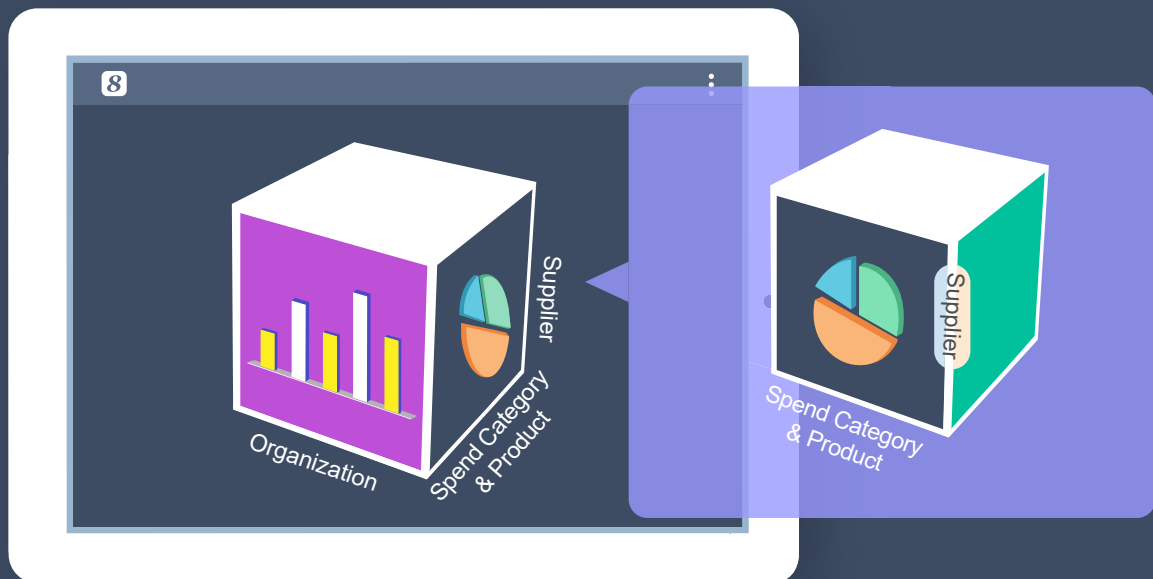 8
Supplier
Spend Category
& Product
Organization
Supplier
Spend Category
& Product